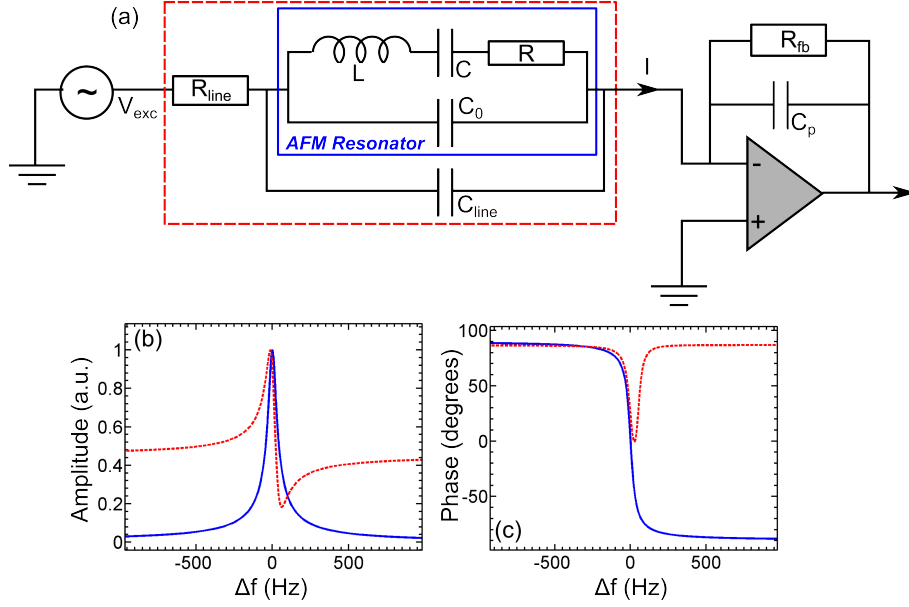 (a)
~
V_exc
R_line
L
C
R
C_0
AFM Resonator
C_line
I
R_fb
C_p
-
+
(b)
Amplitude (a.u.)
1
0.8
0.6
0.4
0.2
0
-500
0
500
Δf (Hz)
(c)
Phase (degrees)
100
50
0
-50
-500
0
500
Δf (Hz)